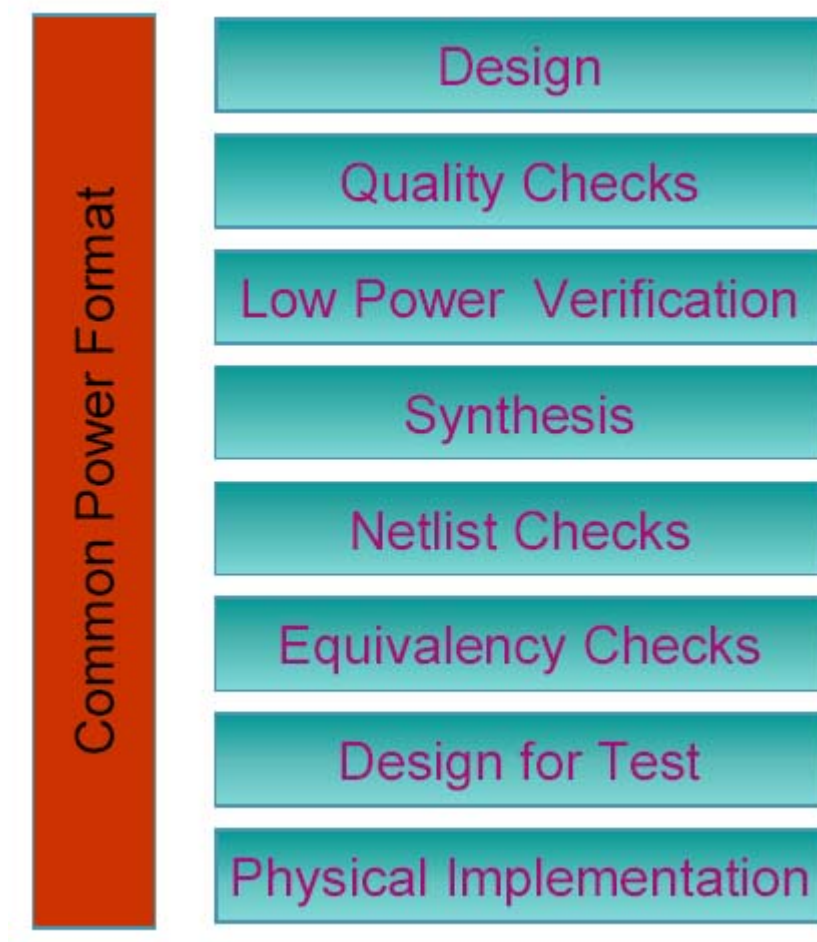 Common Power Format
Design
Quality Checks
Low Power  Verification
Synthesis
Netlist Checks
Equivalency Checks
Design for Test
Physical Implementation